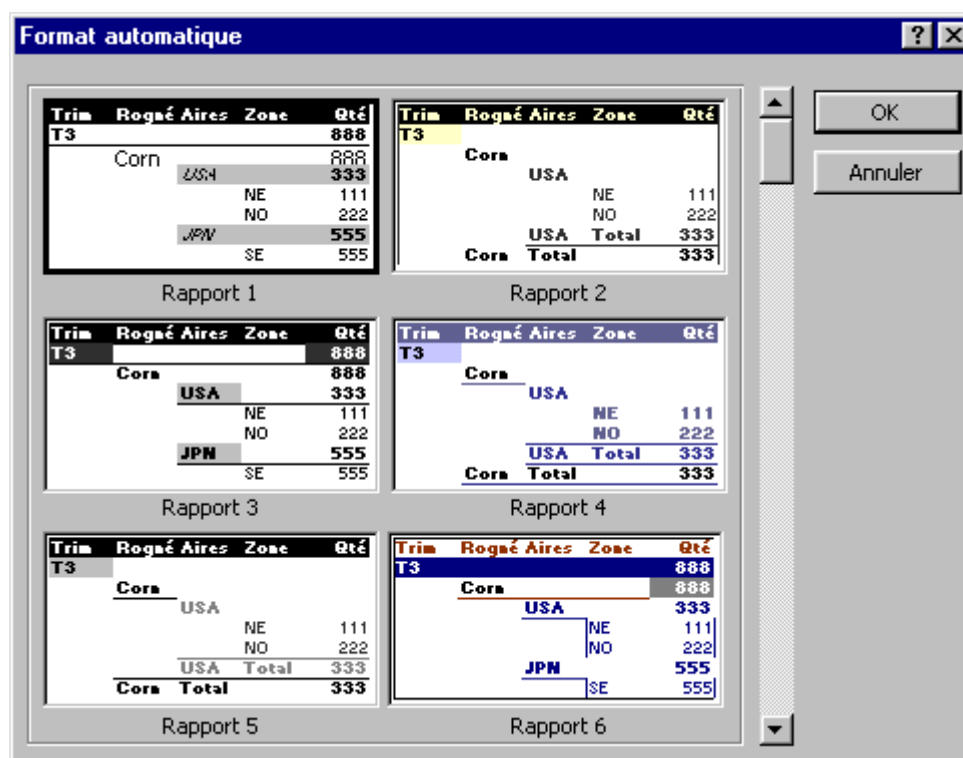 Format automatique
OK
Annuler
Trim Rogné Aires Zone Qté
T3 888
Corn 888
USA 333
NE 111
NO 222
JPN 555
SE 555
Rapport 1
Trim Rogné Aires Zone Qté
T3
Corn
USA
NE 111
NO 222
USA Total 333
Corn Total 333
Rapport 2
Trim Rogné Aires Zone Qté
T3 888
Corn 888
USA 333
NE 111
NO 222
JPN 555
SE 555
Rapport 3
Trim Rogné Aires Zone Qté
T3
Corn
USA
NE 111
NO 222
USA Total 333
Corn Total 333
Rapport 4
Trim Rogné Aires Zone Qté
T3
Corn
USA
NE 111
NO 222
USA Total 333
Corn Total 333
Rapport 5
Trim Rogné Aires Zone Qté
T3 888
Corn 888
USA 333
NE 111
NO 222
JPN 555
SE 555
Rapport 6